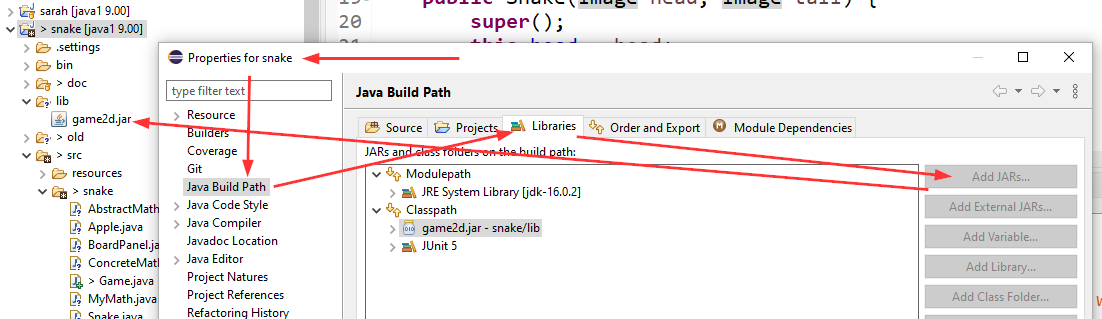 sarah [java1 9.00]
> snake [java1 9.00]
.settings
bin
> doc
lib
game2d.jar
> old
> src
resources
> snake
AbstractMath
Apple.java
BoardPanel.ja
ConcreteMath
> Game.java
MyMath.java
Snake.java
public Snake(Image head, Image tail) {
20 super();
21 this.head = head;
Properties for snake
type filter text
Resource
Builders
Coverage
Git
Java Build Path
Java Code Style
Java Compiler
Javadoc Location
Java Editor
Project Natures
Project References
Refactoring History
Java Build Path
Source
Projects
Libraries
Order and Export
Module Dependencies
JARs and class folders on the build path:
Modulepath
JRE System Library [jdk-16.0.2]
Classpath
game2d.jar - snake/lib
JUnit 5
Add JARs...
Add External JARs...
Add Variable...
Add Library...
Add Class Folder...